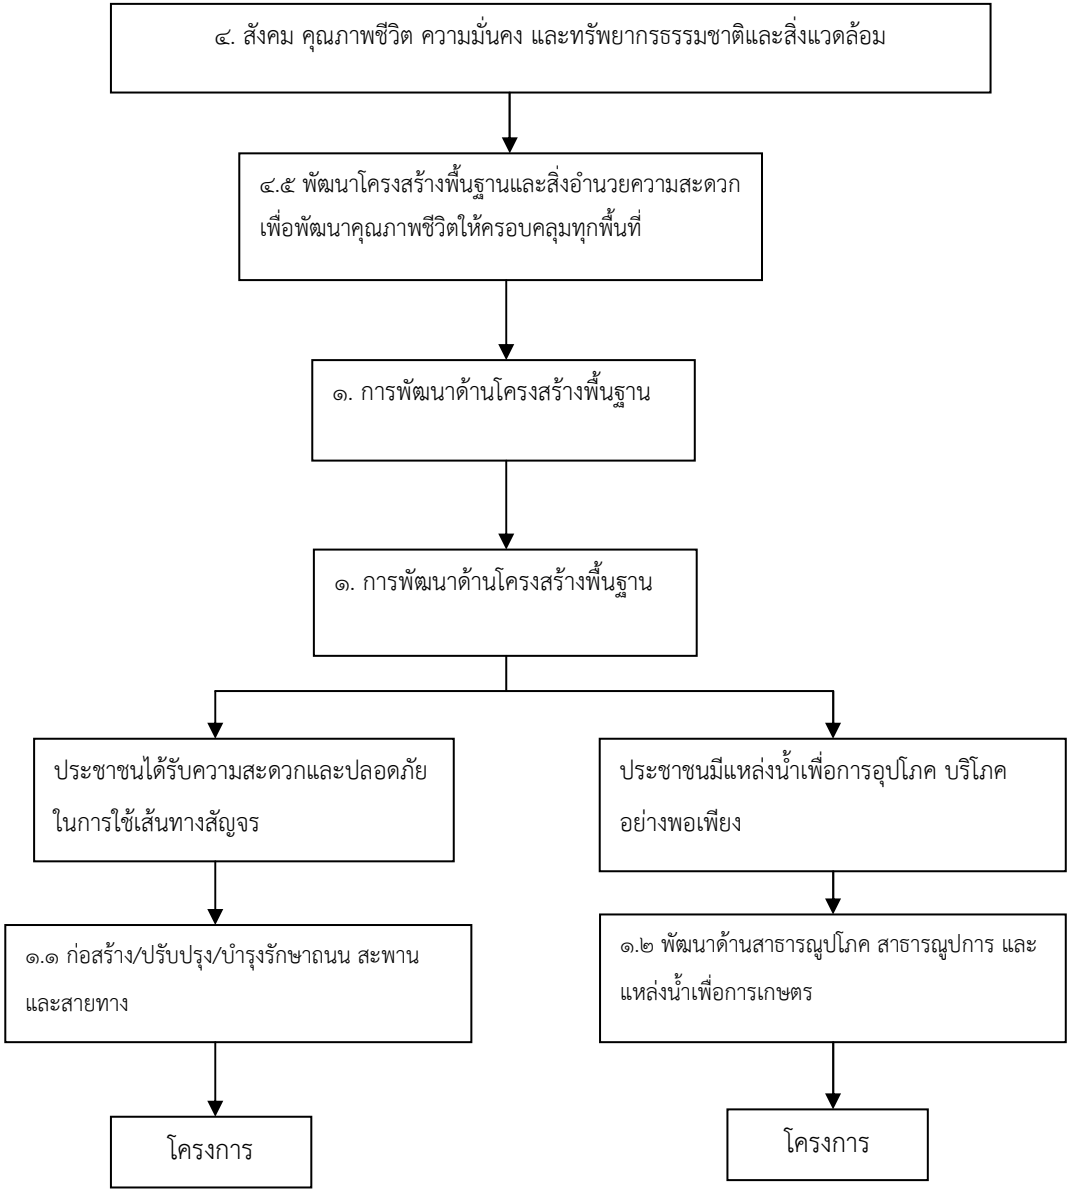 ๔. สังคม คุณภาพชีวิต ความมั่นคง และทรัพยากรธรรมชาติและสิ่งแวดล้อม
๔.๕ พัฒนาโครงสร้างพื้นฐานและสิ่งอำนวยความสะดวก
เพื่อพัฒนาคุณภาพชีวิตให้ครอบคลุมทุกพื้นที่
๑. การพัฒนาด้านโครงสร้างพื้นฐาน
๑. การพัฒนาด้านโครงสร้างพื้นฐาน
ประชาชนได้รับความสะดวกและปลอดภัย
ในการใช้เส้นทางสัญจร
ประชาชนมีแหล่งน้ำเพื่อการอุปโภค บริโภค
อย่างพอเพียง
๑.๑ ก่อสร้าง/ปรับปรุง/บำรุงรักษาถนน สะพาน
และสายทาง
๑.๒ พัฒนาด้านสาธารณูปโภค สาธารณูปการ และ
แหล่งน้ำเพื่อการเกษตร
โครงการ
โครงการ